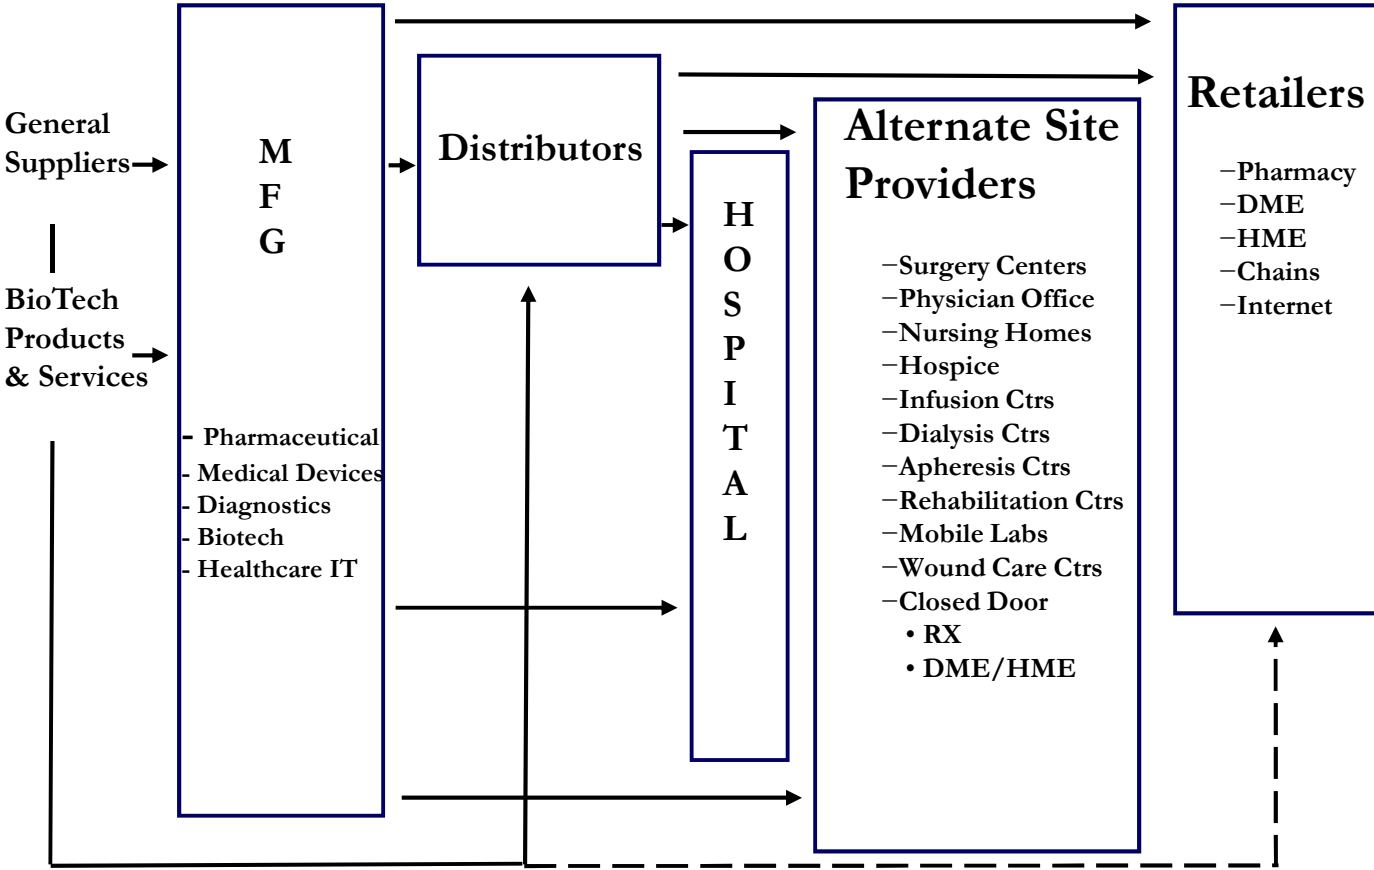 General
Suppliers
BioTech
Products
& Services
M
F
G
- Pharmaceutical
- Medical Devices
- Diagnostics
- Biotech
- Healthcare IT
Distributors
H
O
S
P
I
T
A
L
Alternate Site
Providers
–Surgery Centers
–Physician Office
–Nursing Homes
–Hospice
–Infusion Ctrs
–Dialysis Ctrs
–Apheresis Ctrs
–Rehabilitation Ctrs
–Mobile Labs
–Wound Care Ctrs
–Closed Door
• RX
• DME/HME
Retailers
–Pharmacy
–DME
–HME
–Chains
–Internet